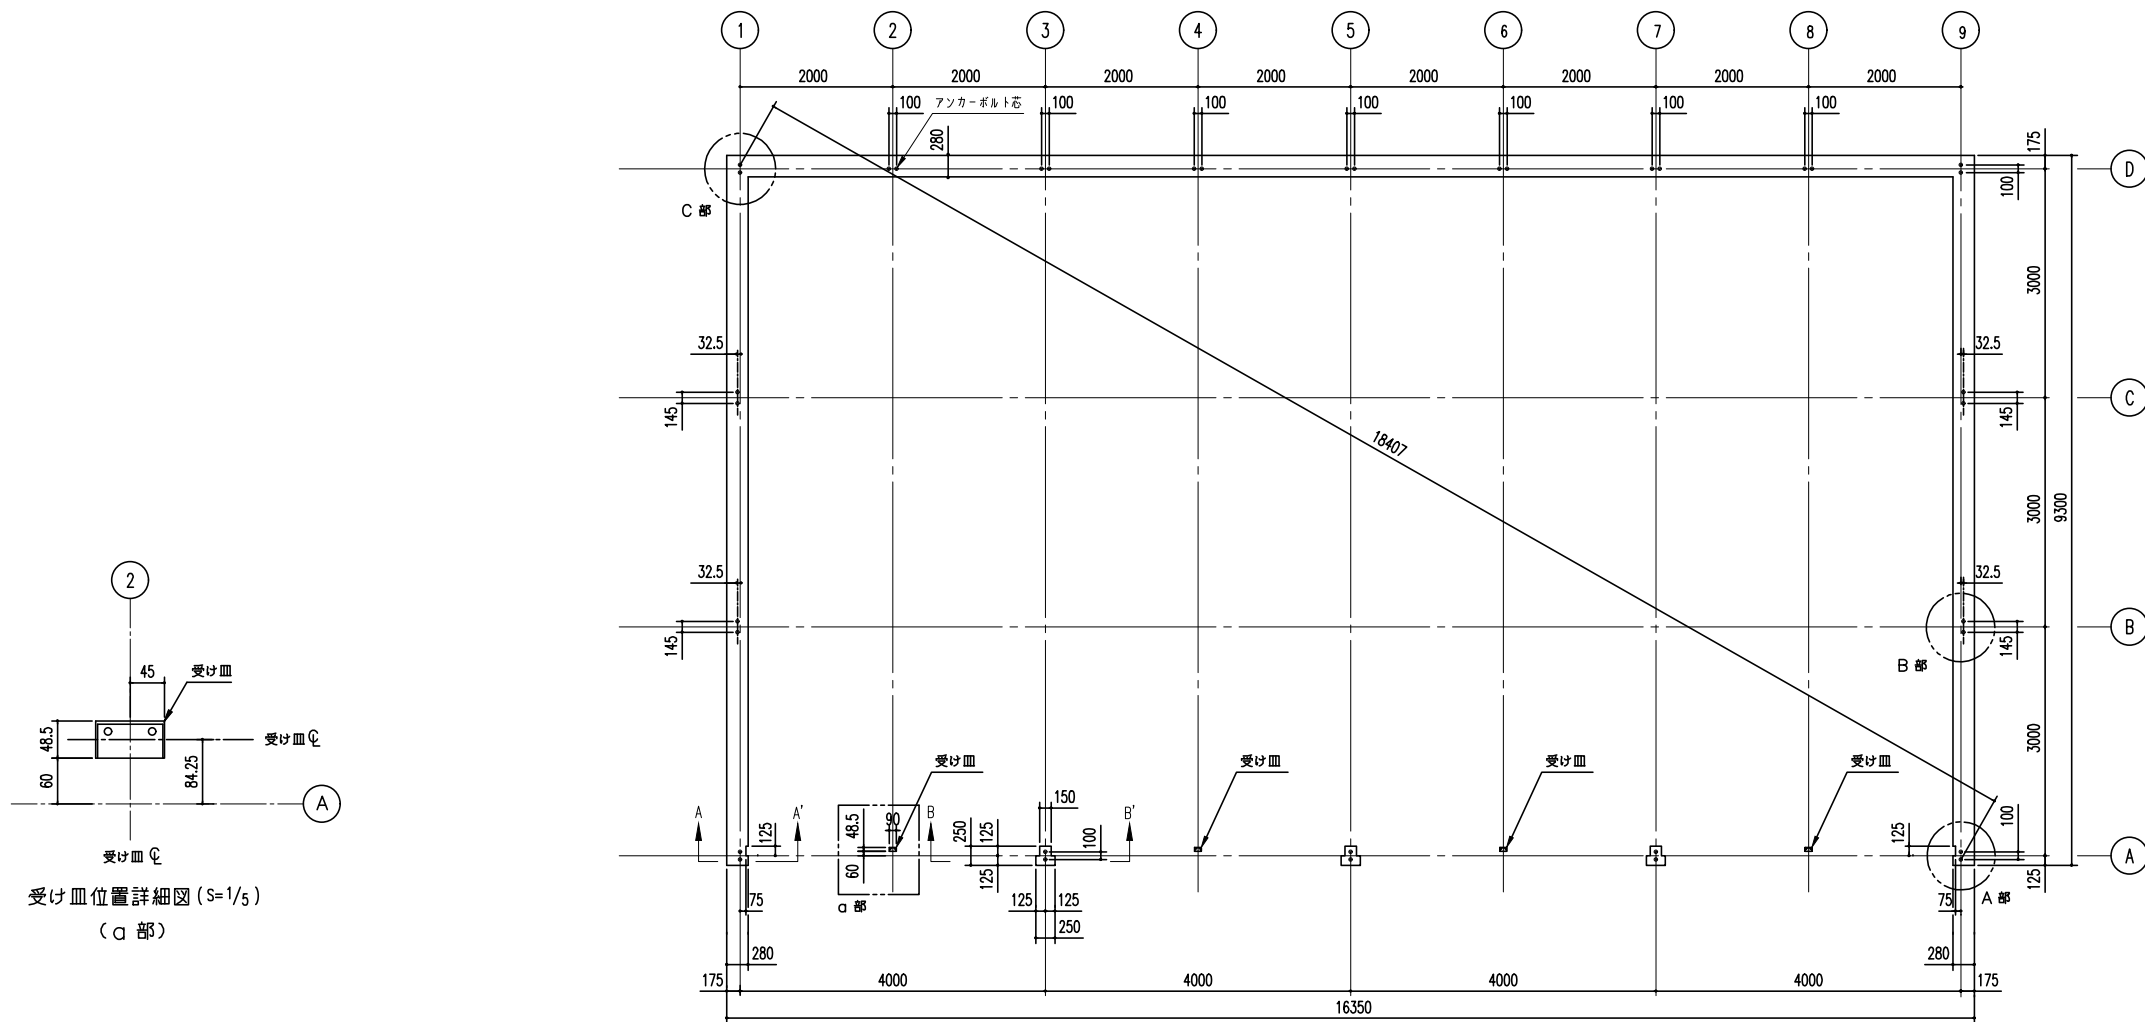 1 2 3 4 5 6 7 8 9
2000 2000 2000 2000 2000 2000 2000 2000
100 アンカーボルト芯 100 100 100 100 100 100
280
175
D
100
C 部
3000
32.5 32.5
C
145 145
18407
3000
9300
32.5 32.5
B
145 145
B 部
3000
受け皿 受け皿 受け皿 受け皿
A A' B B'
125
48.5
90
60
250
125
125
150
100
125
100
A
125
75
a 部
125 125
250
75
A 部
280 280
175 4000 4000 4000 4000 175
16350
2
45 受け皿
48.5
受け皿 ℄
60
84.25
A
受け皿 ℄
受け皿位置詳細図 (S=1/5)
(a 部)